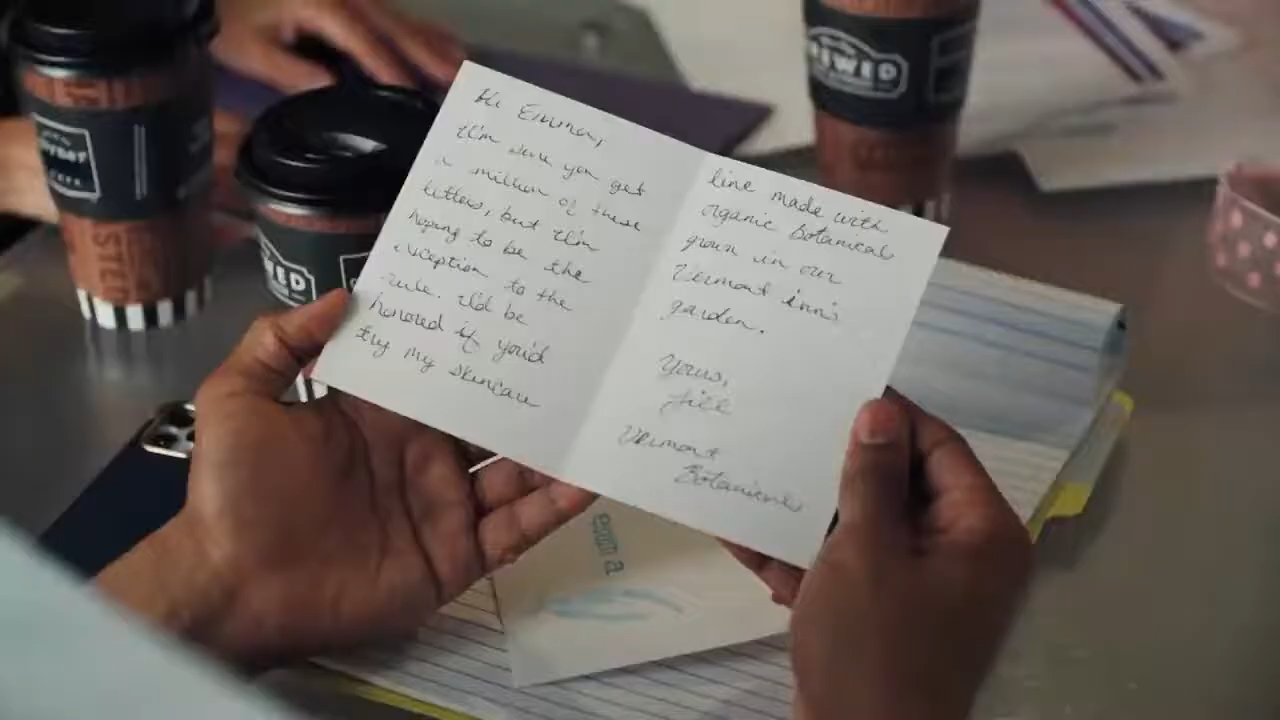 Hi Emma,
I'm sure you get
a million of these
letters, but I'm
hoping to be the
exception to the
rule. I'd be
honored if you'd
try my skincare
line made with
organic Botanicals
grown in our
Vermont inn's
garden.
Yours,
Jill
Vermont
Botanicals